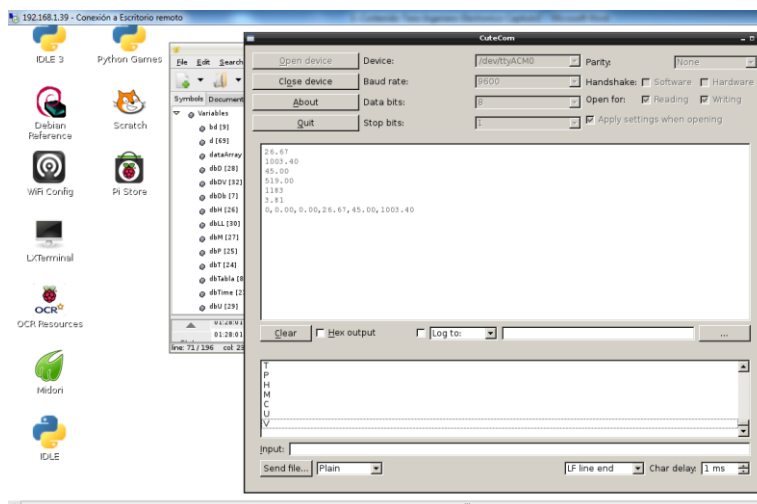 192.168.1.39 - Conexión a Escritorio remoto
IDLE 3
Python Games
Debian
Reference
Scratch
WiFi Config
Pi Store
LXTerminal
OCR
OCR Resources
Midori
IDLE
File Edit Search
Symbols Document
Variables
bd [9]
d [69]
dataArray
dbD [28]
dbDV [32]
dbDb [7]
dbH [26]
dbLL [30]
dbM [27]
dbP [25]
dbT [24]
dbTabla [8
dbTime [2
dbU [29]
01:28:01
01:28:01
line: 71 / 196 col: 23
CuteCom
Open device
Device:
/dev/ttyACM0
Parity:
None
Close device
Baud rate:
9600
Handshake: Software Hardware
About
Data bits:
8
Open for: Reading Writing
Quit
Stop bits:
1
Apply settings when opening
26.67
1003.40
45.00
519.00
1183
3.81
0,0.00,0.00,26.67,45.00,1003.40
Clear
Hex output
Log to:
...
T
P
H
M
C
U
V
Input:
Send file...
Plain
LF line end
Char delay:
1 ms